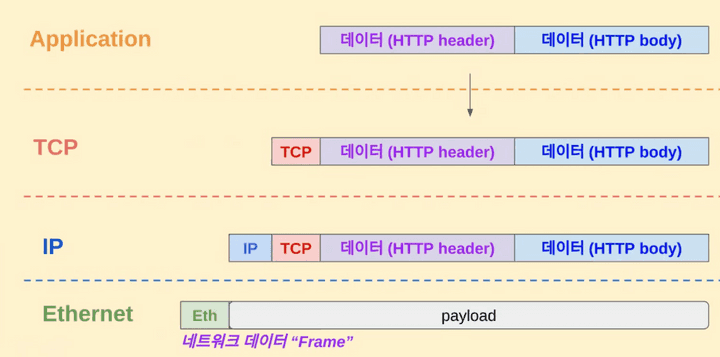 Application 데이터 (HTTP header) 데이터 (HTTP body)
TCP TCP 데이터 (HTTP header) 데이터 (HTTP body)
IP IP TCP 데이터 (HTTP header) 데이터 (HTTP body)
Ethernet Eth payload
네트워크 데이터 “Frame”